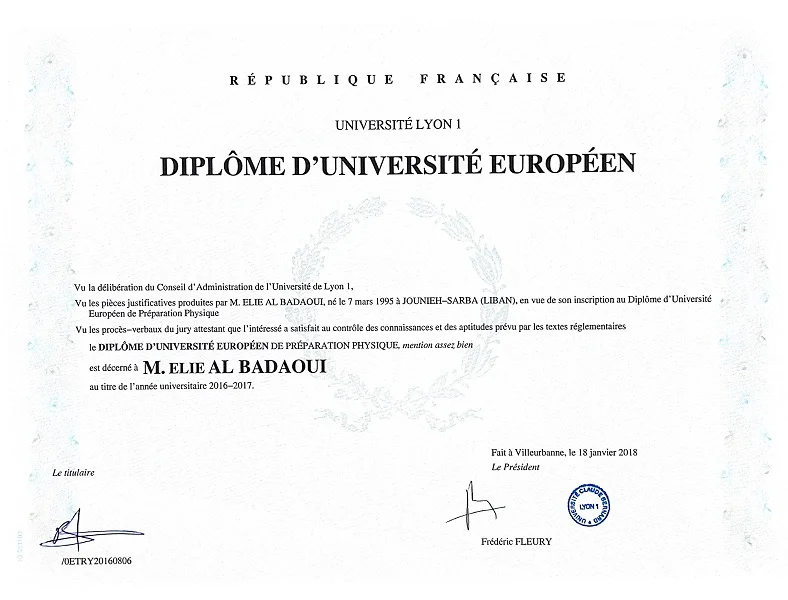 RÉPUBLIQUE FRANÇAISE
UNIVERSITÉ LYON 1
DIPLÔME D'UNIVERSITÉ EUROPÉEN
Vu la délibération du Conseil d'Administration de l'Université de Lyon 1,
Vu les pièces justificatives produites par M. ELIE AL BADAOUI, né le 7 mars 1995 à JOUNIEH-SARBA (LIBAN), en vue de son inscription au Diplôme d'Université
Européen de Préparation Physique
Vu les procès-verbaux du jury attestant que l'intéressé a satisfait au contrôle des connaissances et des aptitudes prévu par les textes réglementaires
le DIPLÔME D'UNIVERSITÉ EUROPÉEN DE PRÉPARATION PHYSIQUE, mention assez bien
est décerné à M. ELIE AL BADAOUI
au titre de l'année universitaire 2016-2017.
Fait à Villeurbanne, le 18 janvier 2018
Le titulaire
Le Président
UNIVERSITÉ CLAUDE BERNARD
LYON 1
Frédéric FLEURY
/0ETRY20160806